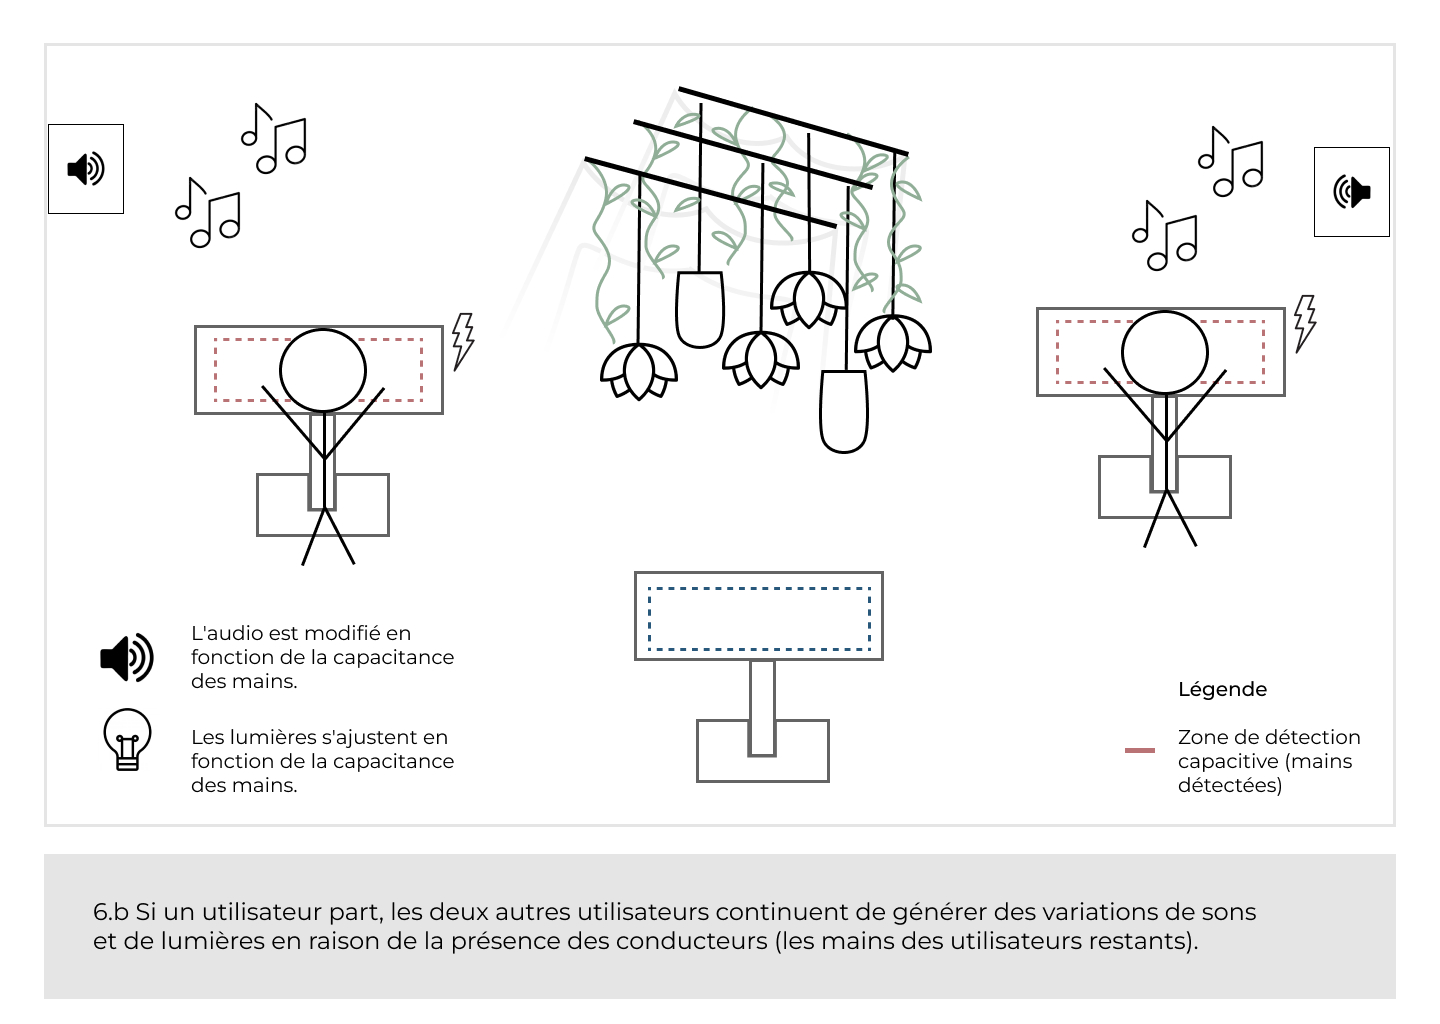 L'audio est modifié en
fonction de la capacitance
des mains.
Les lumières s'ajustent en
fonction de la capacitance
des mains.
Légende
Zone de détection
capacitive (mains
détectées)
6.b Si un utilisateur part, les deux autres utilisateurs continuent de générer des variations de sons
et de lumières en raison de la présence des conducteurs (les mains des utilisateurs restants).